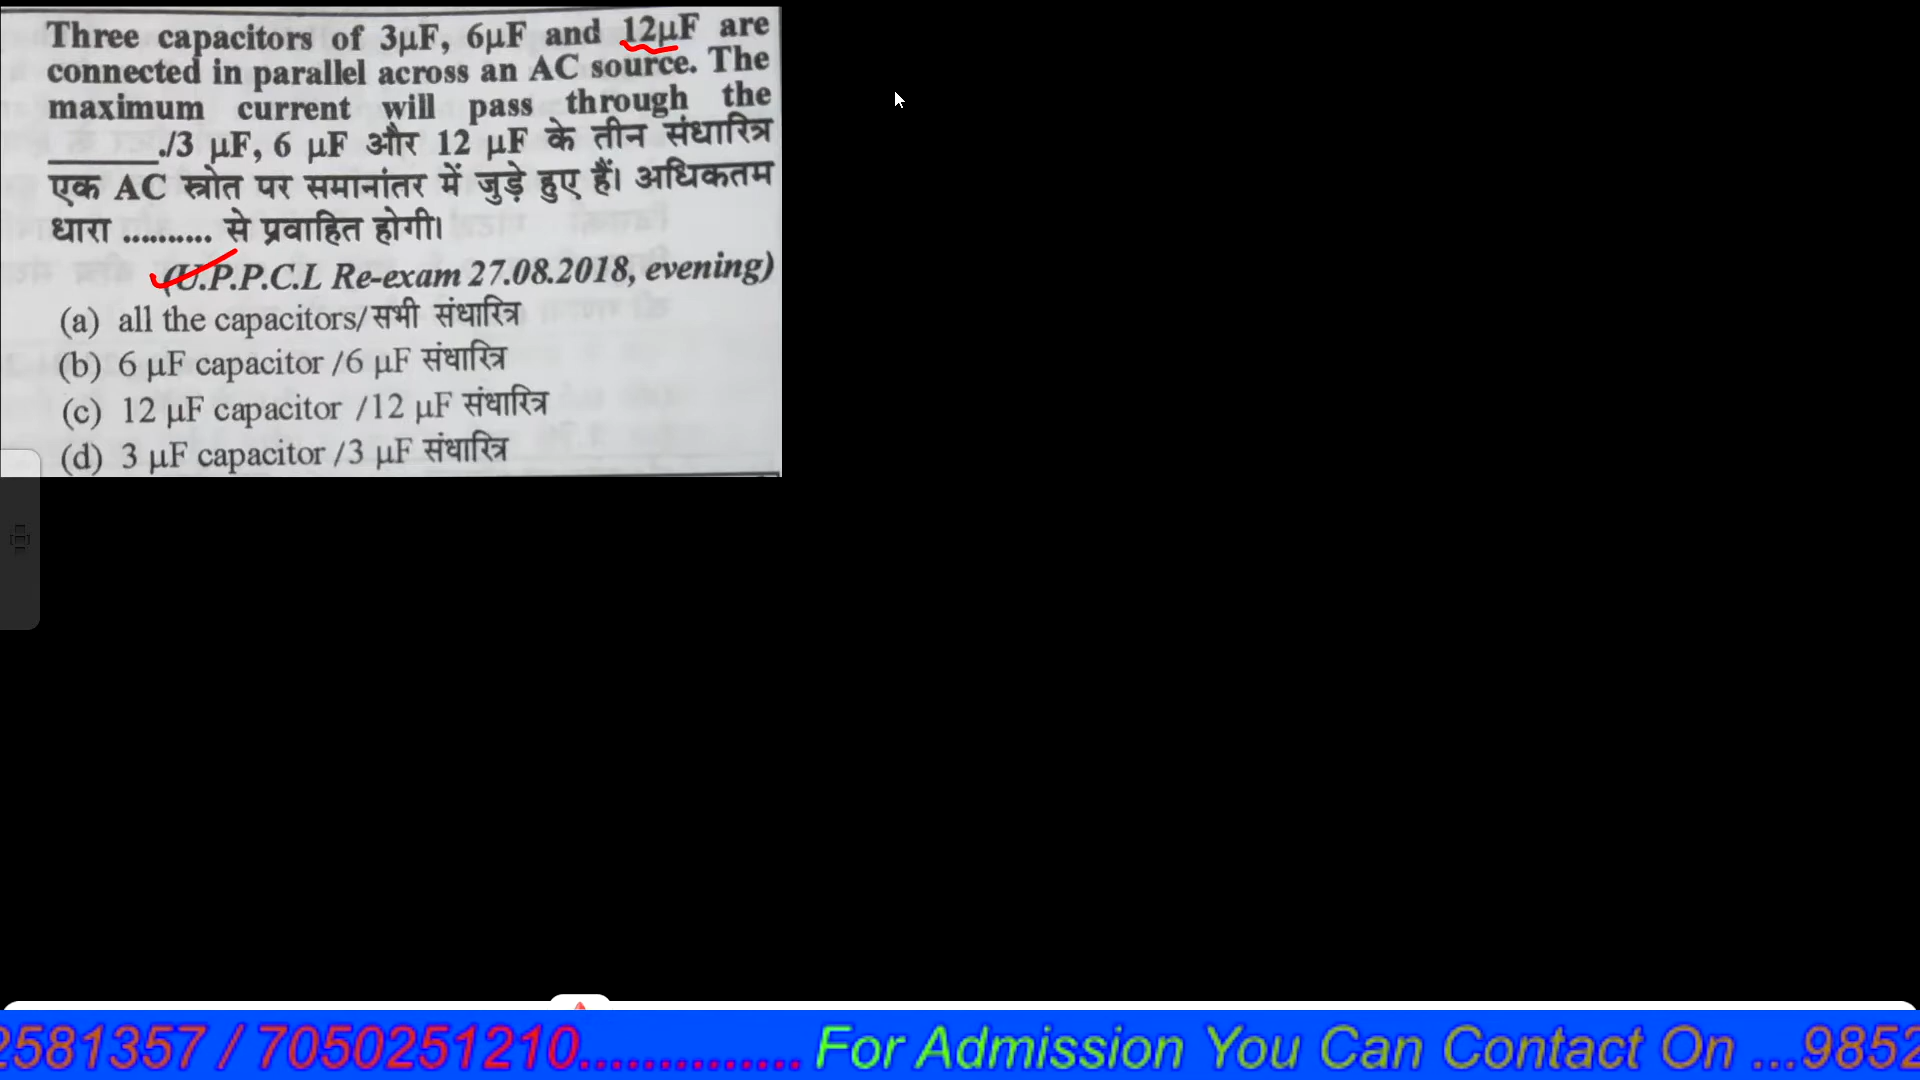 Three capacitors of 3µF, 6µF and 12µF are
connected in parallel across an AC source. The
maximum current will pass through the
________./3 µF, 6 µF और 12 µF के तीन संधारित्र
एक AC स्त्रोत पर समानांतर में जुड़े हुए हैं। अधिकतम
धारा .......... से प्रवाहित होगी।
(U.P.P.C.L Re-exam 27.08.2018, evening)
(a) all the capacitors/सभी संधारित्र
(b) 6 µF capacitor /6 µF संधारित्र
(c) 12 µF capacitor /12 µF संधारित्र
(d) 3 µF capacitor /3 µF संधारित्र
2581357 / 7050251210.............. For Admission You Can Contact On ...9852